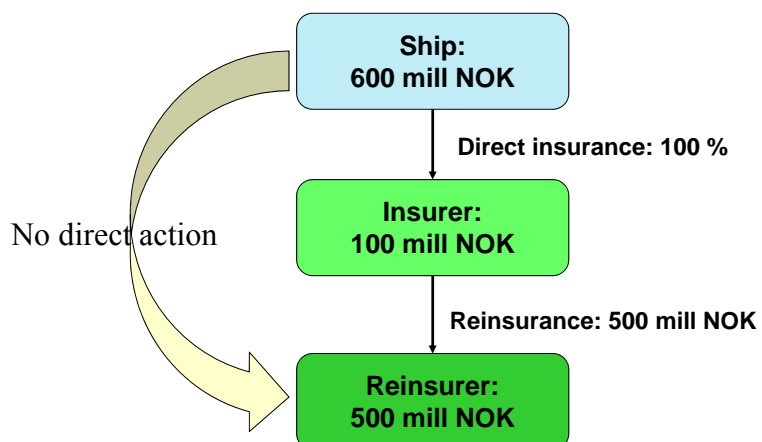 Ship:
600 mill NOK
Direct insurance: 100 %
Insurer:
100 mill NOK
No direct action
Reinsurance: 500 mill NOK
Reinsurer:
500 mill NOK